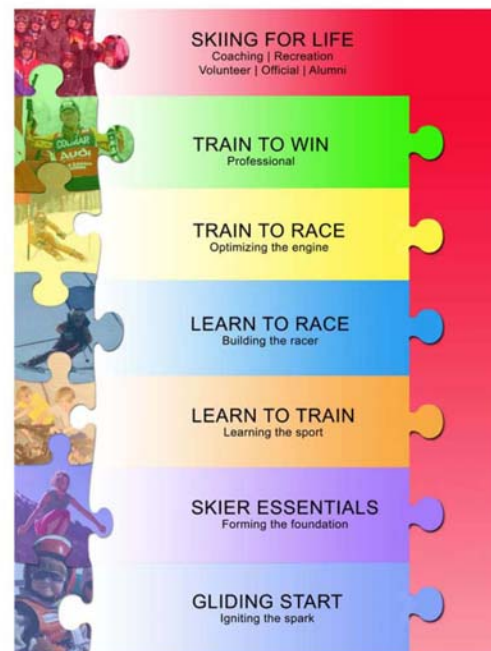 SKIING FOR LIFE
Coaching | Recreation
Volunteer | Official | Alumni
COLMAR
Audi
TRAIN TO WIN
Professional
TRAIN TO RACE
Optimizing the engine
LEARN TO RACE
Building the racer
LEARN TO TRAIN
Learning the sport
SKIER ESSENTIALS
Forming the foundation
GLIDING START
Igniting the spark